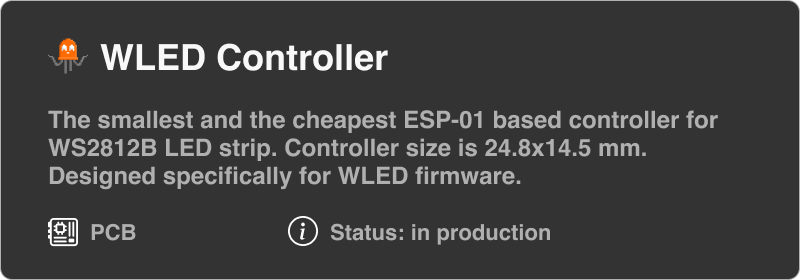 WLED Controller
The smallest and the cheapest ESP-01 based controller for
WS2812B LED strip. Controller size is 24.8x14.5 mm.
Designed specifically for WLED firmware.
PCB
Status: in production